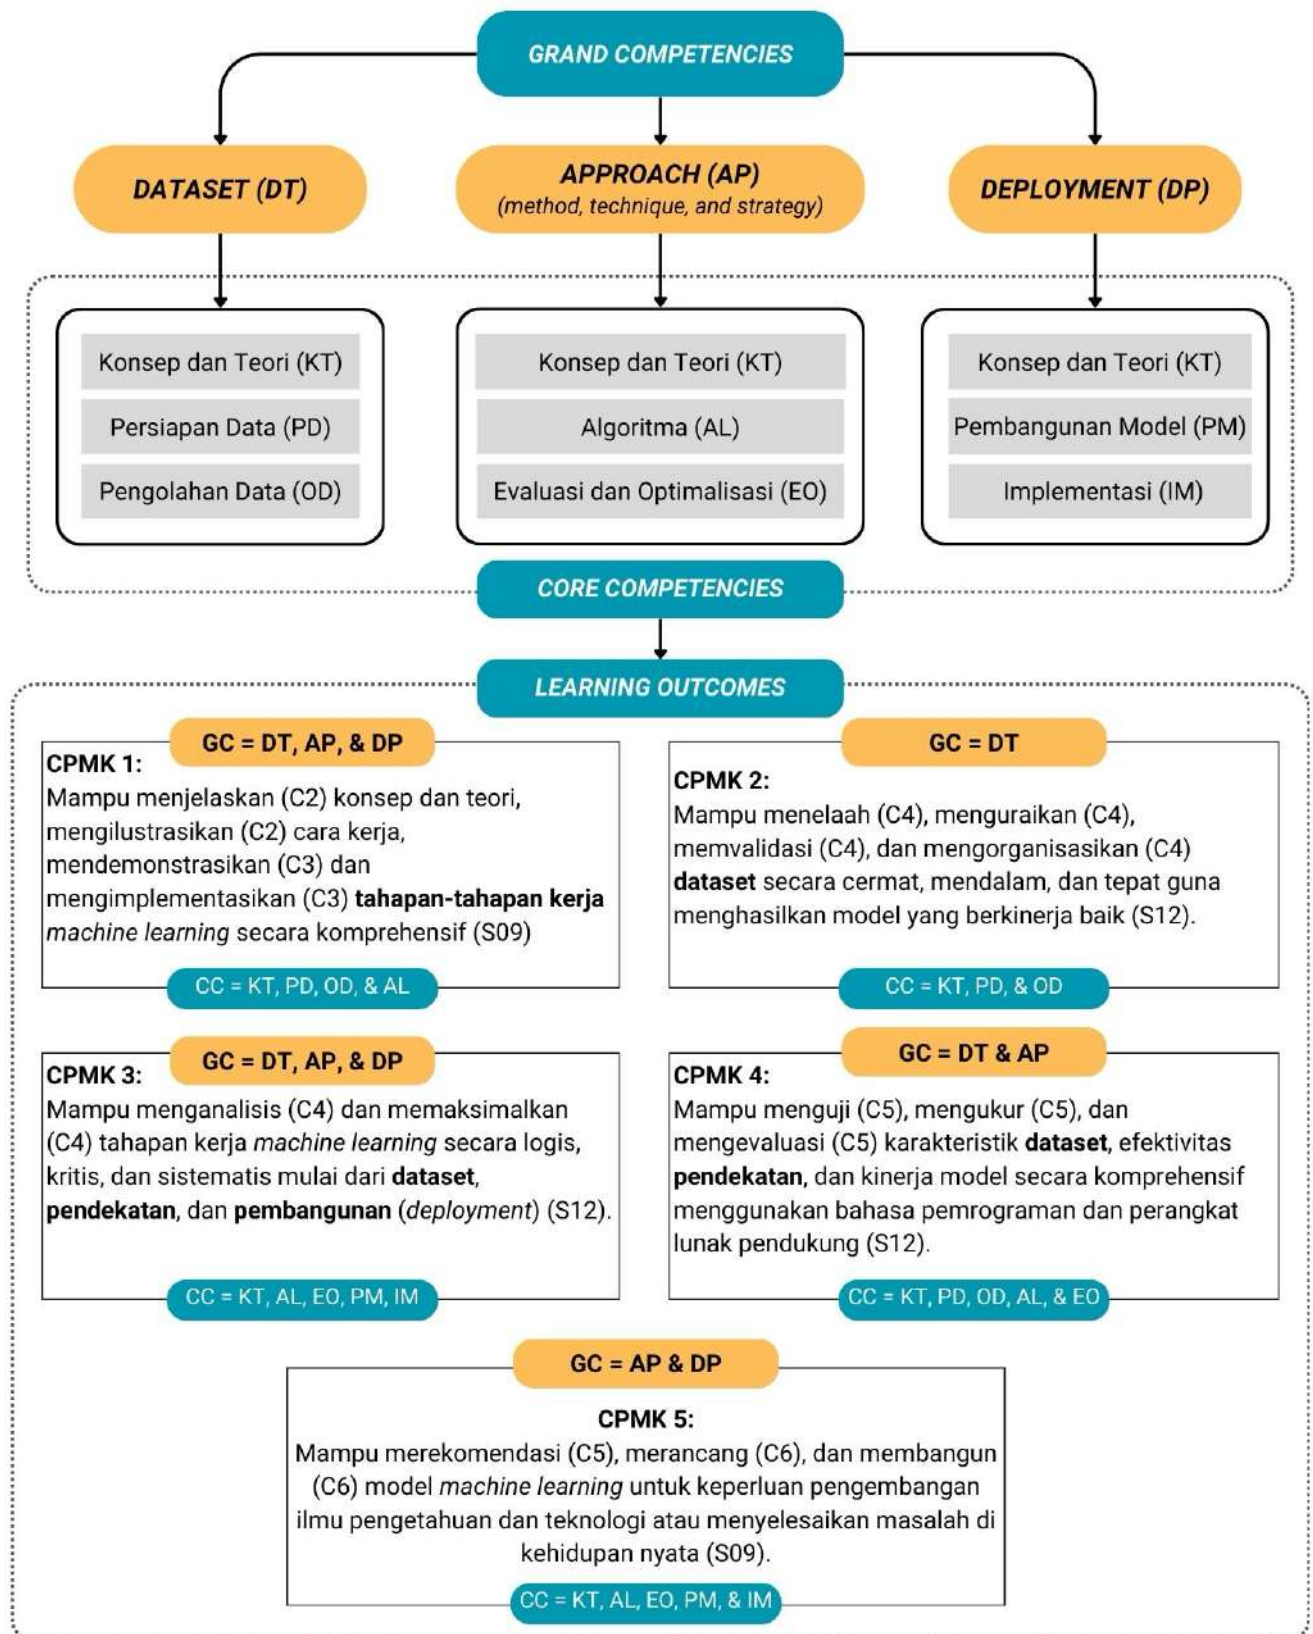 GRAND COMPETENCIES
DATASET (DT)
APPROACH (AP)
(method, technique, and strategy)
DEPLOYMENT (DP)
Konsep dan Teori (KT)
Persiapan Data (PD)
Pengolahan Data (OD)
Konsep dan Teori (KT)
Algoritma (AL)
Evaluasi dan Optimalisasi (EO)
Konsep dan Teori (KT)
Pembangunan Model (PM)
Implementasi (IM)
CORE COMPETENCIES
LEARNING OUTCOMES
GC = DT, AP, & DP
CPMK 1:
Mampu menjelaskan (C2) konsep dan teori,
mengilustrasikan (C2) cara kerja,
mendemonstrasikan (C3) dan
mengimplementasikan (C3) tahapan-tahapan kerja
machine learning secara komprehensif (S09)
CC = KT, PD, OD, & AL
GC = DT
CPMK 2:
Mampu menelaah (C4), menguraikan (C4),
memvalidasi (C4), dan mengorganisasikan (C4)
dataset secara cermat, mendalam, dan tepat guna
menghasilkan model yang berkinerja baik (S12).
CC = KT, PD, & OD
GC = DT, AP, & DP
CPMK 3:
Mampu menganalisis (C4) dan memaksimalkan
(C4) tahapan kerja machine learning secara logis,
kritis, dan sistematis mulai dari dataset,
pendekatan, dan pembangunan (deployment) (S12).
CC = KT, AL, EO, PM, IM
GC = DT & AP
CPMK 4:
Mampu menguji (C5), mengukur (C5), dan
mengevaluasi (C5) karakteristik dataset, efektivitas
pendekatan, dan kinerja model secara komprehensif
menggunakan bahasa pemrograman dan perangkat
lunak pendukung (S12).
CC = KT, PD, OD, AL, & EO
GC = AP & DP
CPMK 5:
Mampu merekomendasi (C5), merancang (C6), dan membangun
(C6) model machine learning untuk keperluan pengembangan
ilmu pengetahuan dan teknologi atau menyelesaikan masalah di
kehidupan nyata (S09).
CC = KT, AL, EO, PM, & IM